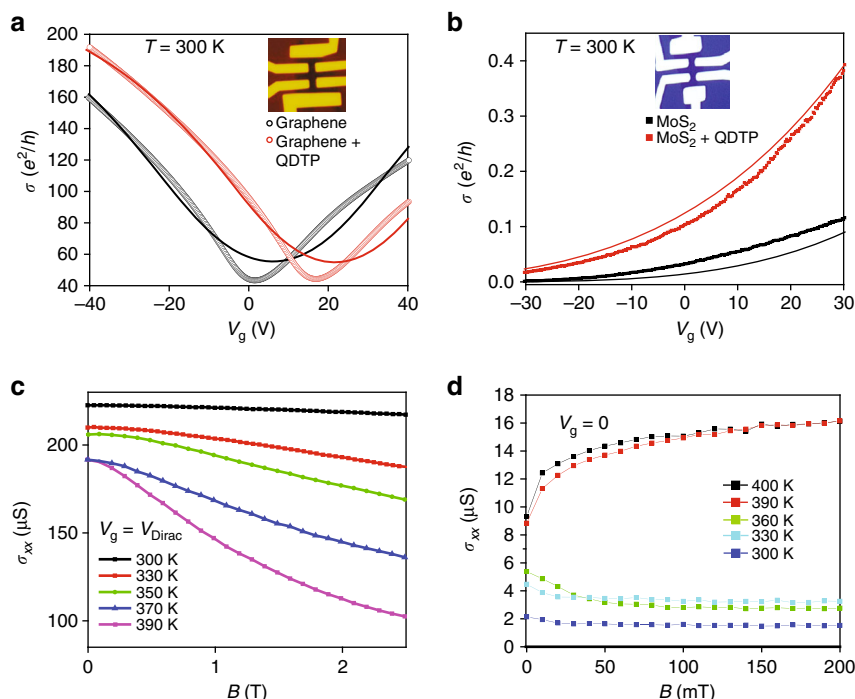 a
T = 300 K
Graphene
Graphene +
QDTP
σ (e²/h)
200
180
160
140
120
100
80
60
40
−40
−20
0
20
40
Vg (V)
b
T = 300 K
MoS₂
MoS₂ + QDTP
σ (e²/h)
0.4
0.3
0.2
0.1
0.0
−30
−20
−10
0
10
20
30
Vg (V)
c
σxx (μS)
200
150
100
Vg = VDirac
300 K
330 K
350 K
370 K
390 K
0
1
2
B (T)
d
Vg = 0
σxx (μS)
18
16
14
12
10
8
6
4
2
0
400 K
390 K
360 K
330 K
300 K
0
50
100
150
200
B (mT)